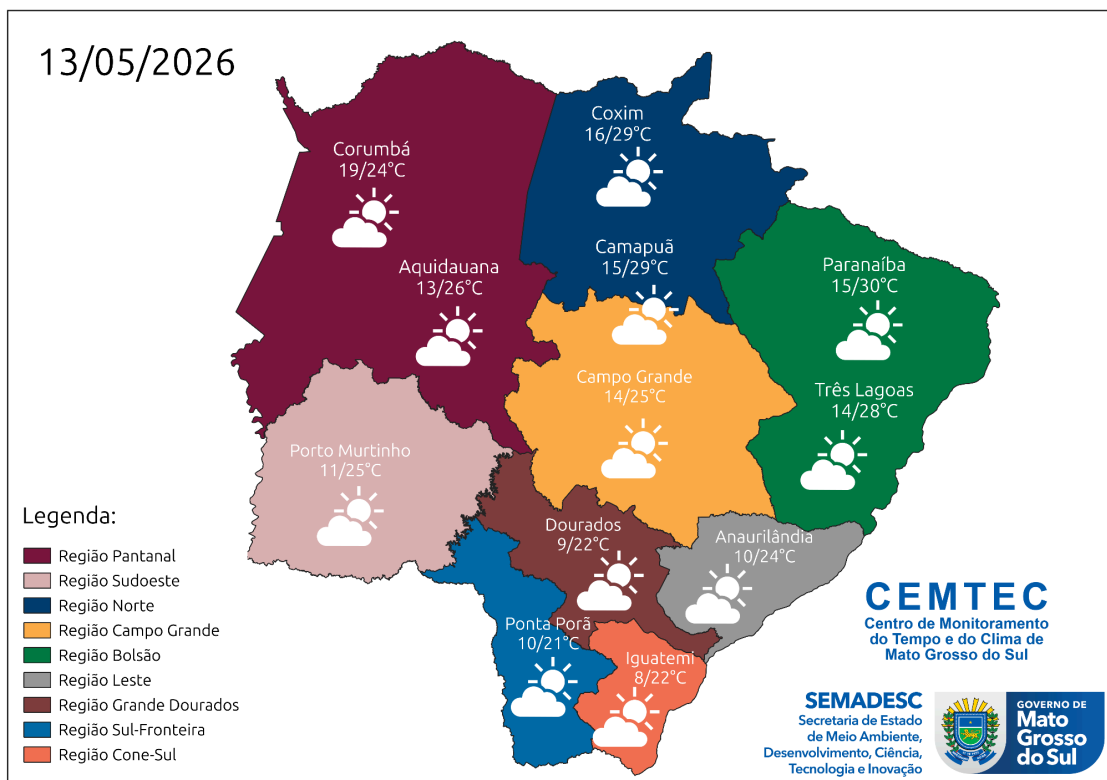 13/05/2026
Coxim
16/29°C
Corumbá
19/24°C
Camapuã
15/29°C
Aquidauana
13/26°C
Paranaíba
15/30°C
Campo Grande
14/25°C
Três Lagoas
14/28°C
Porto Murtinho
11/25°C
Dourados
9/22°C
Anaurilândia
10/24°C
Ponta Porã
10/21°C
Iguatemi
8/22°C
Legenda:
Região Pantanal
Região Sudoeste
Região Norte
Região Campo Grande
Região Bolsão
Região Leste
Região Grande Dourados
Região Sul-Fronteira
Região Cone-Sul
CEMTEC
Centro de Monitoramento
do Tempo e do Clima de
Mato Grosso do Sul
SEMADESC
Secretaria de Estado
de Meio Ambiente,
Desenvolvimento, Ciência,
Tecnologia e Inovação
GOVERNO DE
Mato
Grosso
do Sul